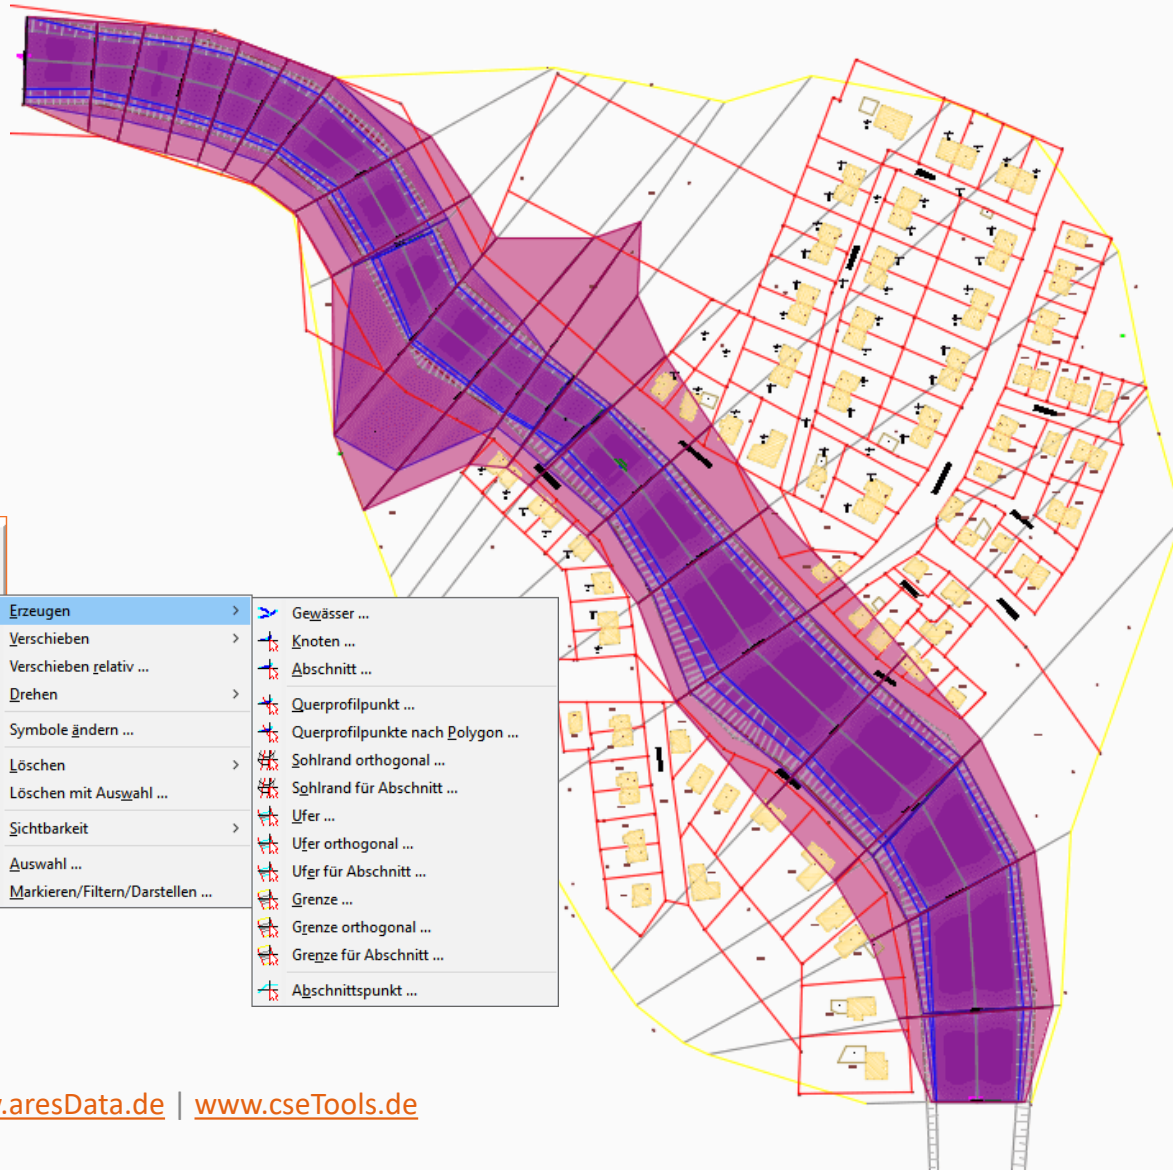 Erzeugen
Verschieben
Verschieben relativ ...
Drehen
Symbole ändern ...
Löschen
Löschen mit Auswahl ...
Sichtbarkeit
Auswahl ...
Markieren/Filtern/Darstellen ...
Gewässer ...
Knoten ...
Abschnitt ...
Querprofilpunkt ...
Querprofilpunkte nach Polygon ...
Sohlrand orthogonal ...
Sohlrand für Abschnitt ...
Ufer ...
Ufer orthogonal ...
Ufer für Abschnitt ...
Grenze ...
Grenze orthogonal ...
Grenze für Abschnitt ...
Abschnittspunkt ...
.aresData.de | www.cseTools.de